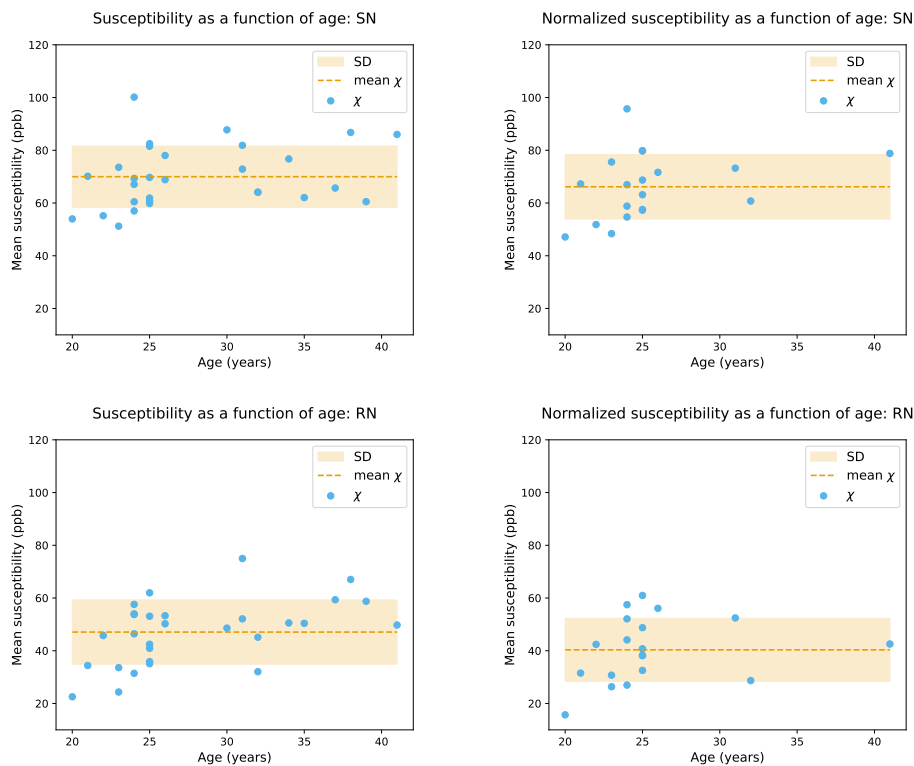 Susceptibility as a function of age: SN
120
100
80
60
40
20
20 25 30 35 40
Mean susceptibility (ppb)
Age (years)
SD
mean χ
χ
Normalized susceptibility as a function of age: SN
120
100
80
60
40
20
20 25 30 35 40
Mean susceptibility (ppb)
Age (years)
SD
mean χ
χ
Susceptibility as a function of age: RN
120
100
80
60
40
20
20 25 30 35 40
Mean susceptibility (ppb)
Age (years)
SD
mean χ
χ
Normalized susceptibility as a function of age: RN
120
100
80
60
40
20
20 25 30 35 40
Mean susceptibility (ppb)
Age (years)
SD
mean χ
χ